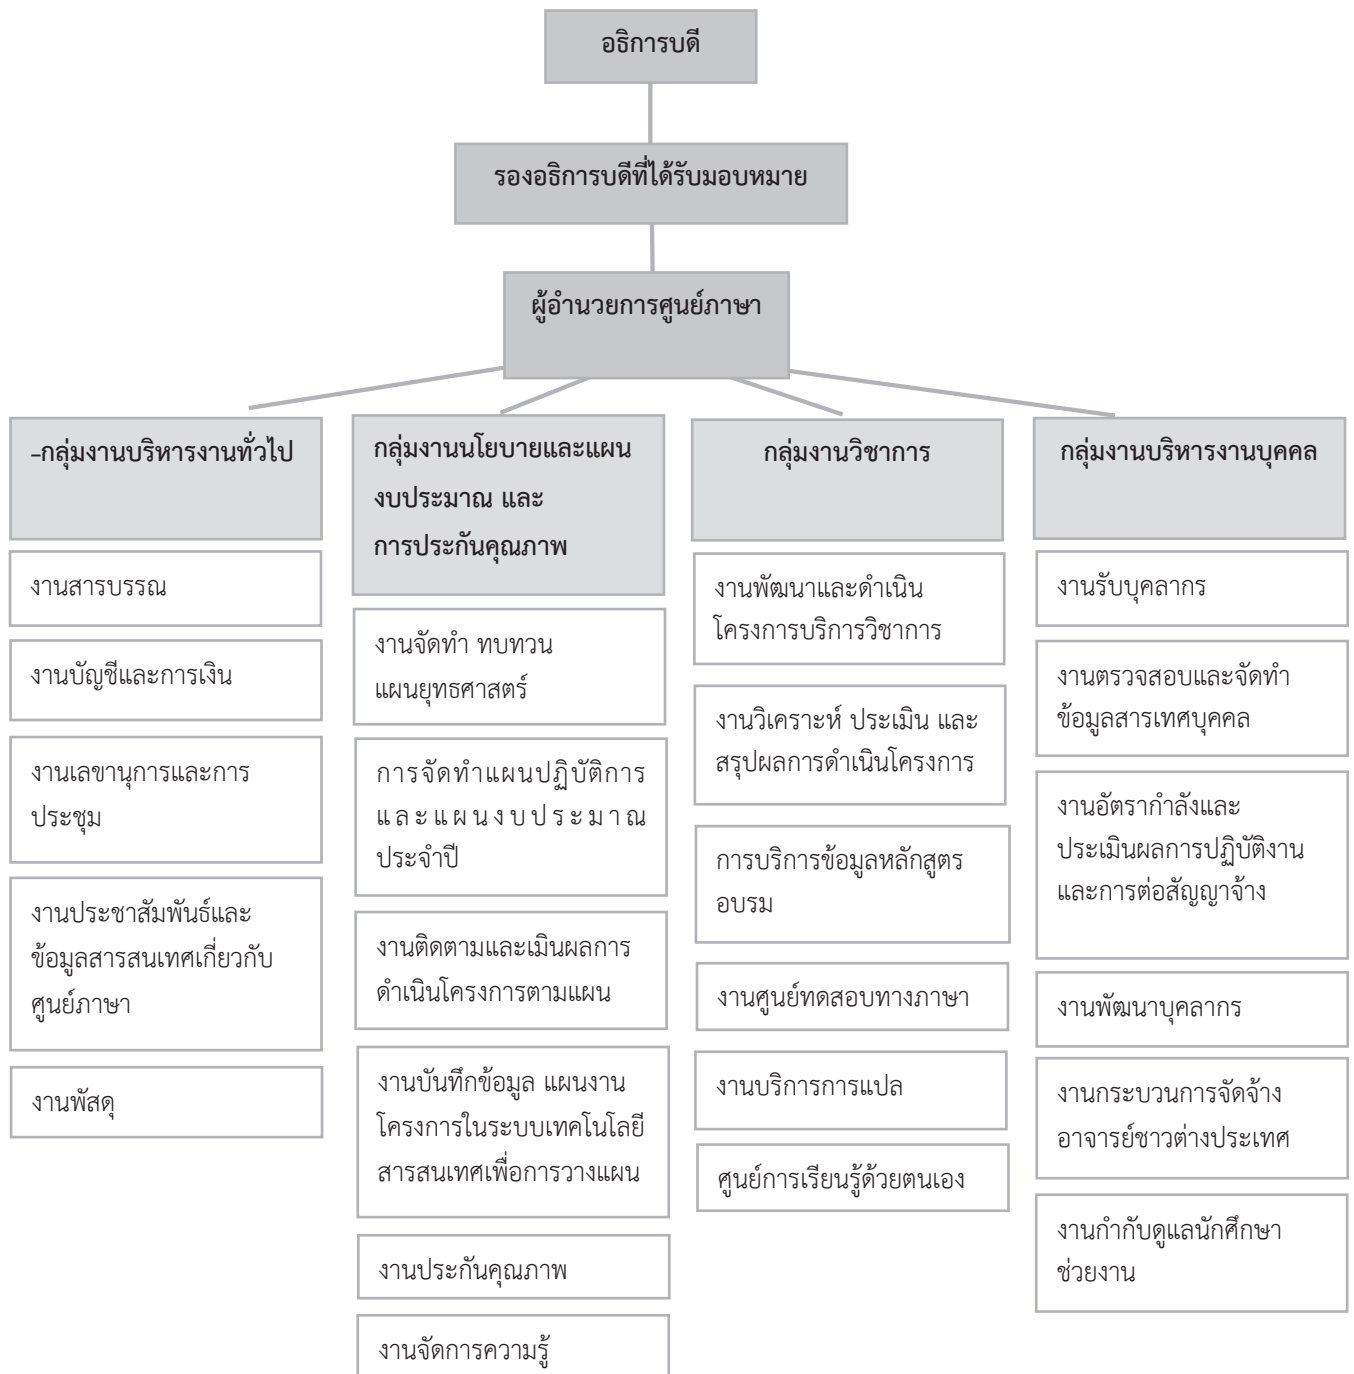 อธิการบดี
รองอธิการบดีที่ได้รับมอบหมาย
ผู้อำนวยการศูนย์ภาษา
-กลุ่มงานบริหารงานทั่วไป
งานสารบรรณ
งานบัญชีและการเงิน
งานเลขานุการและการ
ประชุม
งานประชาสัมพันธ์และ
ข้อมูลสารสนเทศเกี่ยวกับ
ศูนย์ภาษา
งานพัสดุ
กลุ่มงานนโยบายและแผน
งบประมาณ และ
การประกันคุณภาพ
งานจัดทำ ทบทวน
แผนยุทธศาสตร์
การจัดทำแผนปฏิบัติการ
และแผนงบประมาณ
ประจำปี
งานติดตามและเมินผลการ
ดำเนินโครงการตามแผน
งานบันทึกข้อมูล แผนงาน
โครงการในระบบเทคโนโลยี
สารสนเทศเพื่อการวางแผน
งานประกันคุณภาพ
งานจัดการความรู้
กลุ่มงานวิชาการ
งานพัฒนาและดำเนิน
โครงการบริการวิชาการ
งานวิเคราะห์ ประเมิน และ
สรุปผลการดำเนินโครงการ
การบริการข้อมูลหลักสูตร
อบรม
งานศูนย์ทดสอบทางภาษา
งานบริการการแปล
ศูนย์การเรียนรู้ด้วยตนเอง
กลุ่มงานบริหารงานบุคคล
งานรับบุคลากร
งานตรวจสอบและจัดทำ
ข้อมูลสารเทศบุคคล
งานอัตรากำลังและ
ประเมินผลการปฏิบัติงาน
และการต่อสัญญาจ้าง
งานพัฒนาบุคลากร
งานกระบวนการจัดจ้าง
อาจารย์ชาวต่างประเทศ
งานกำกับดูแลนักศึกษา
ช่วยงาน